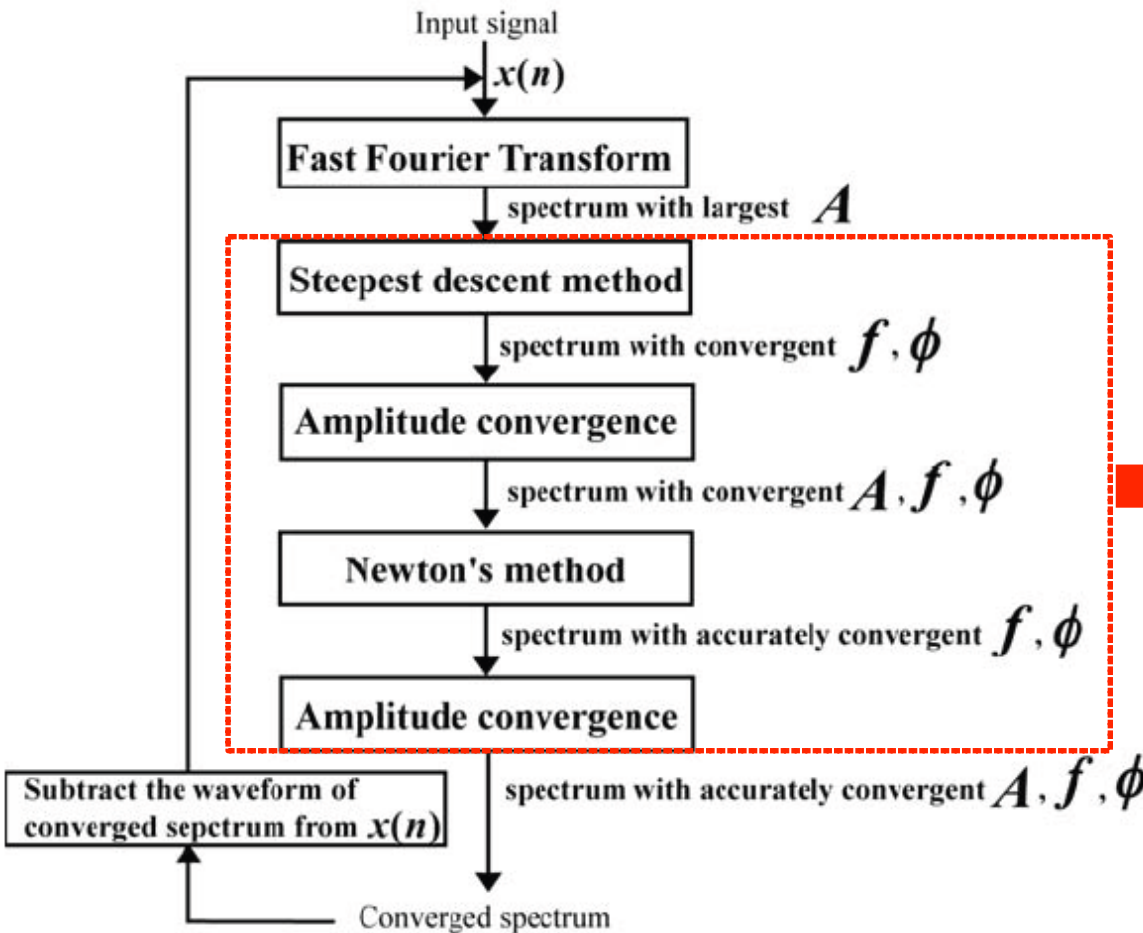 Input signal
x(n)
Fast Fourier Transform
spectrum with largest A
Steepest descent method
spectrum with convergent f, ϕ
Amplitude convergence
spectrum with convergent A, f, ϕ
Newton's method
spectrum with accurately convergent f, ϕ
Amplitude convergence
spectrum with accurately convergent A, f, ϕ
Subtract the waveform of
converged sepctrum from x(n)
Converged spectrum